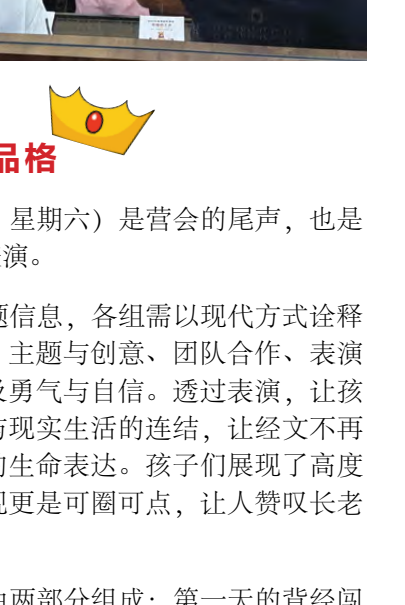 品格
星期六）是营会的尾声，也是
演。
信息，各组需以现代方式诠释
主题与创意、团队合作、表演
及勇气与自信。透过表演，让孩
与现实生活的连结，让经文不再
的生命表达。孩子们展现了高度
现更是可圈可点，让人赞叹长老
由两部分组成：第一天的背经闯